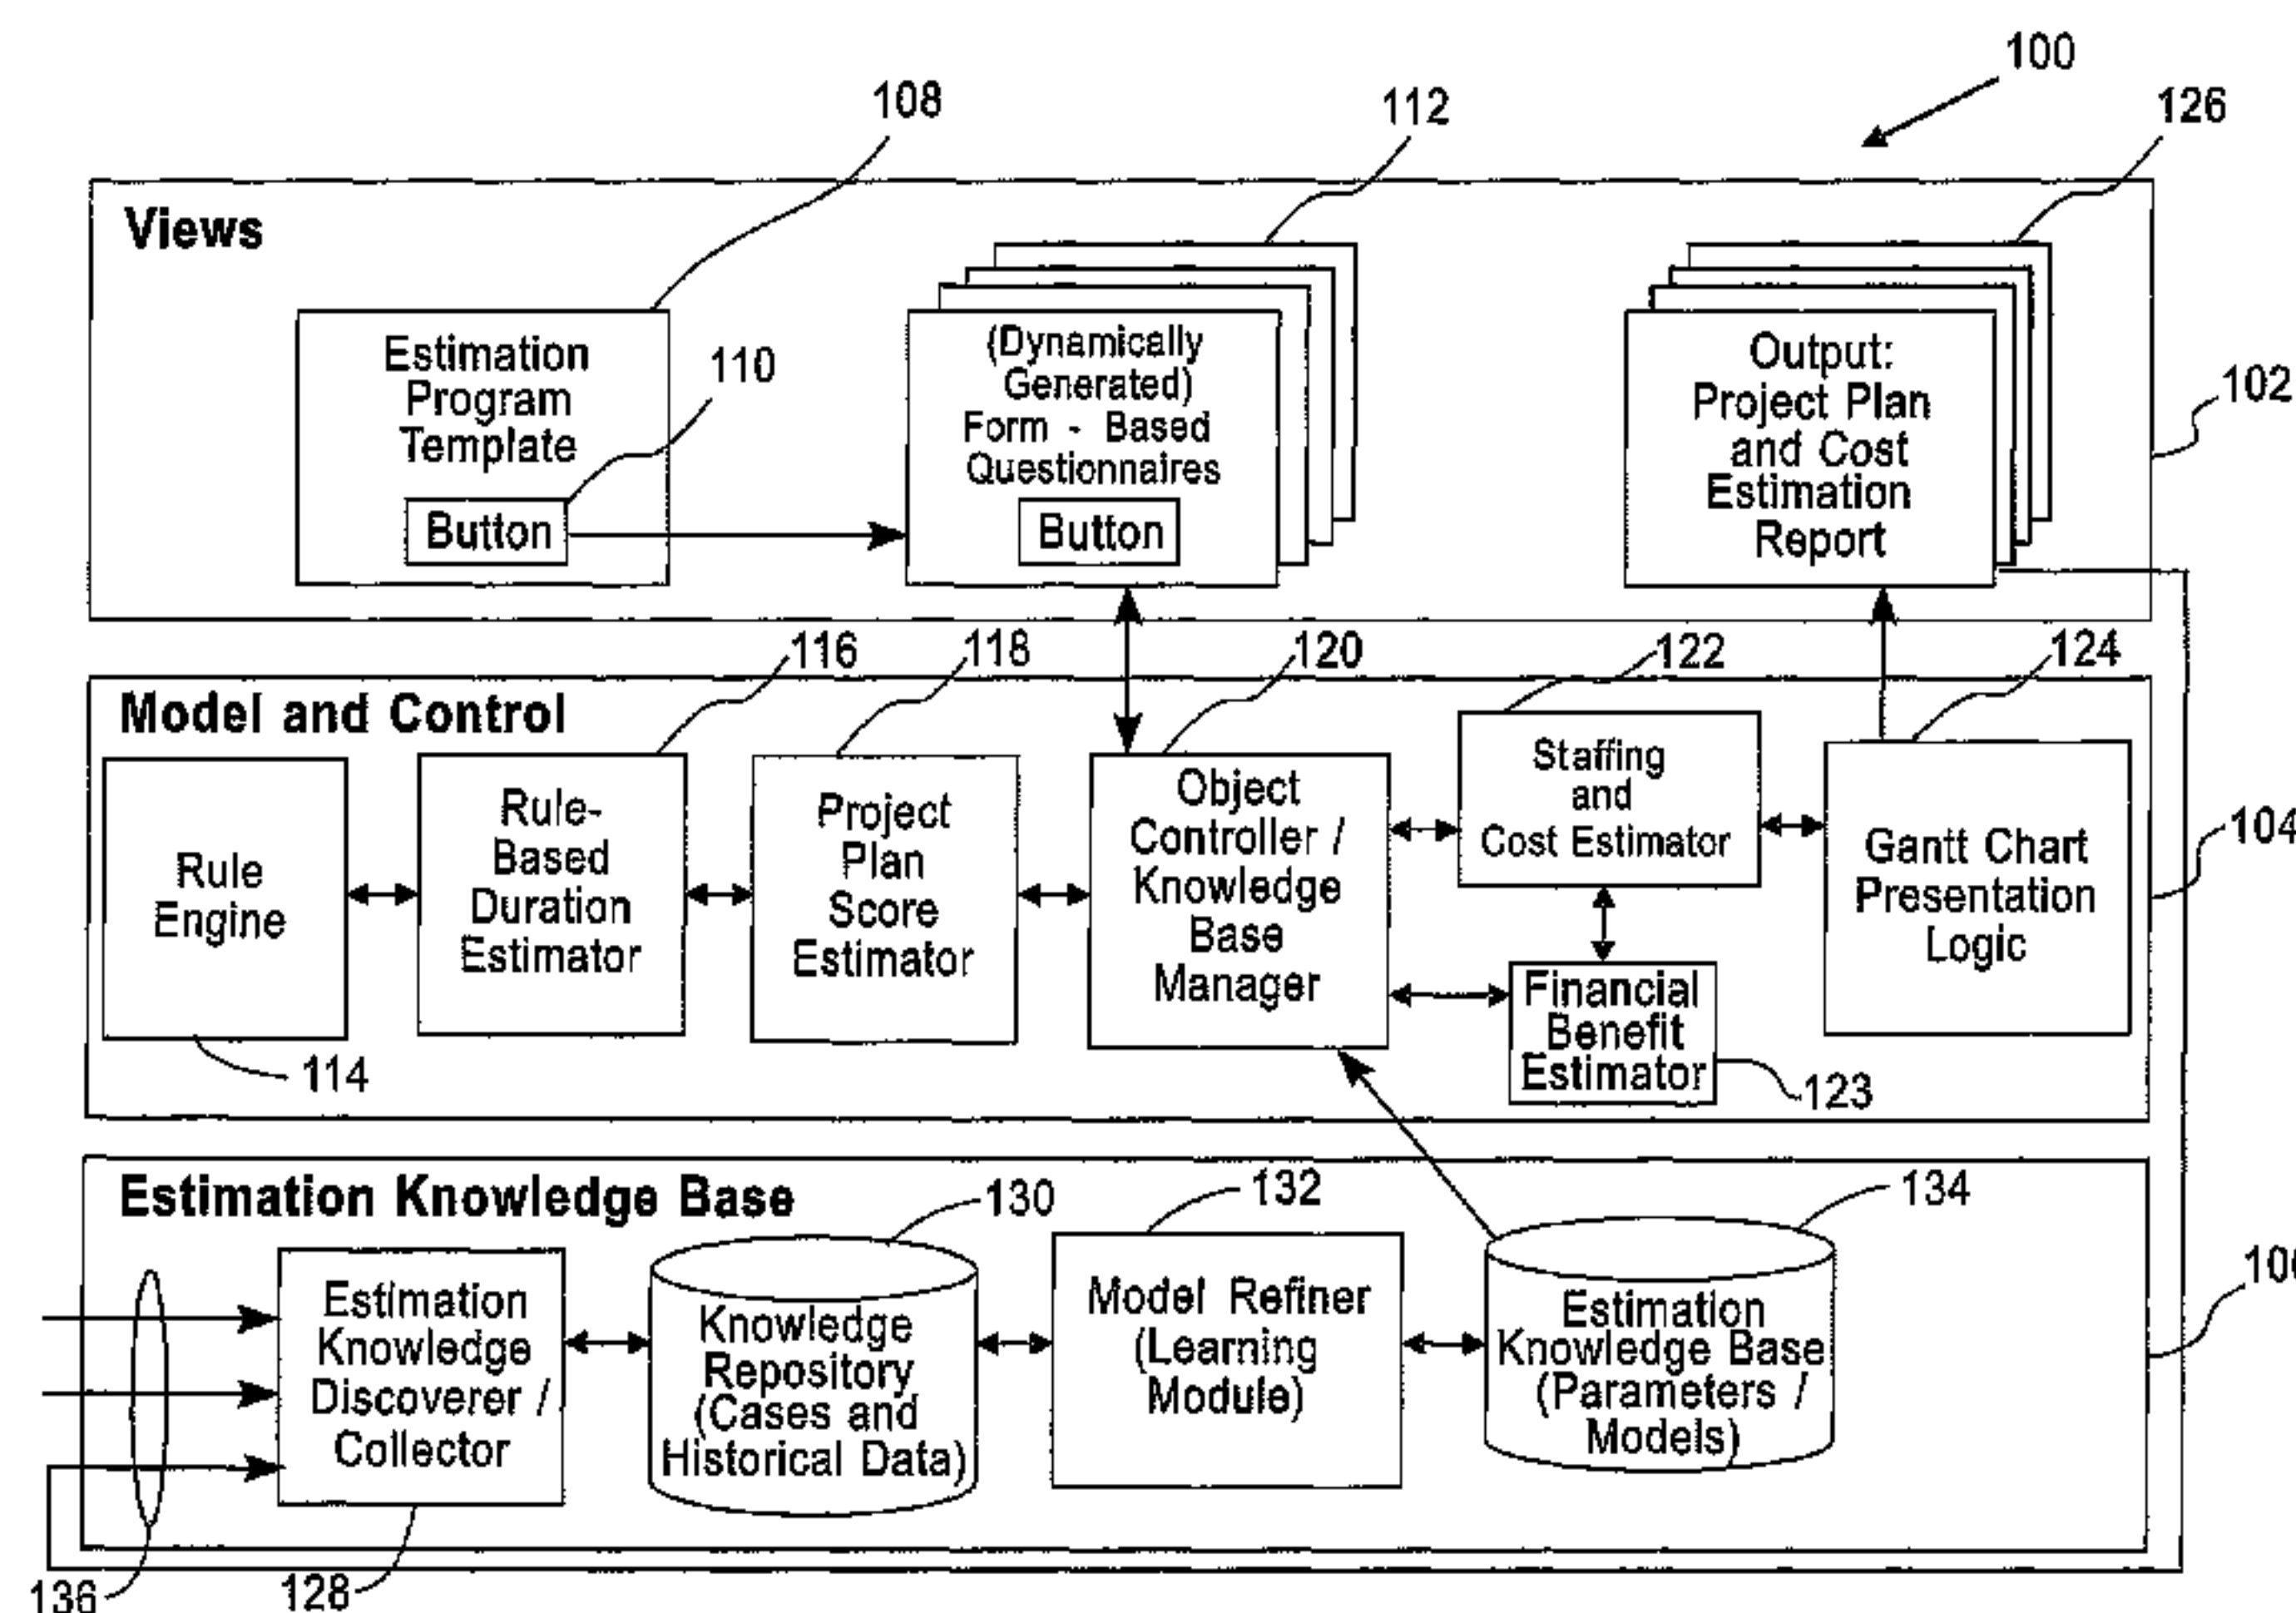 100
108
112
126
Views
Estimation
Program
Template
110
Button
(Dynamically
Generated)
Form - Based
Questionnaires
Button
Output:
Project Plan
and Cost
Estimation
Report
102
116
118
120
122
124
Model and Control
Rule
Engine
114
Rule-
Based
Duration
Estimator
Project
Plan
Score
Estimator
Object
Controller /
Knowledge
Base
Manager
Staffing
and
Cost Estimator
Financial
Benefit
Estimator
123
Gantt Chart
Presentation
Logic
104
Estimation Knowledge Base
130
132
134
Estimation
Knowledge
Discoverer /
Collector
Knowledge
Repository
(Cases and
Historical Data)
Model Refiner
(Learning
Module)
Estimation
Knowledge Base
(Parameters /
Models)
136
128